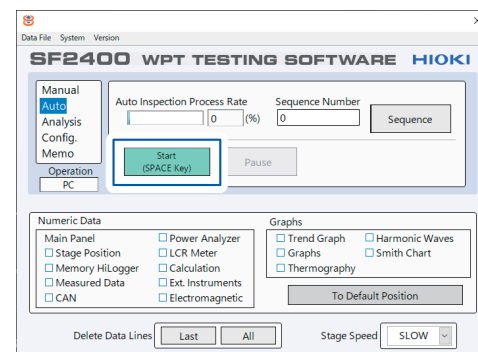 Data File System Version
SF2400 WPT TESTING SOFTWARE HIOKI
Manual
Auto
Analysis
Config.
Memo
Operation
PC
Auto Inspection Process Rate
0 (%)
Sequence Number
0
Sequence
Start
(SPACE Key)
Pause
Numeric Data
Main Panel
Stage Position
Memory HiLogger
Measured Data
CAN
Power Analyzer
LCR Meter
Calculation
Ext. Instruments
Electromagnetic
Graphs
Trend Graph
Graphs
Thermography
Harmonic Waves
Smith Chart
To Default Position
Delete Data Lines Last All
Stage Speed SLOW